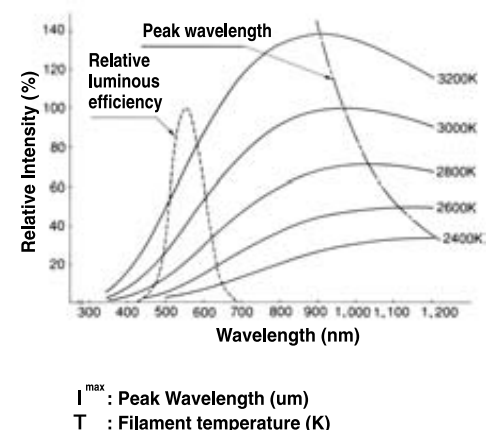 140
120
100
80
60
40
20
Relative Intensity (%)
Peak wavelength
Relative
luminous
efficiency
3200K
3000K
2800K
2600K
2400K
300 400 500 600 700 800 900 1,000 1,100 1,200
Wavelength (nm)
I max : Peak Wavelength (um)
T : Filament temperature (K)